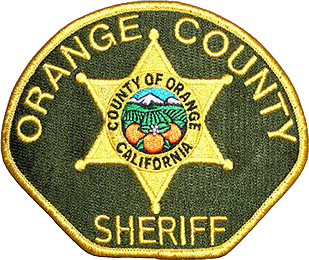 ORANGE COUNTY
COUNTY OF ORANGE
CALIFORNIA
SHERIFF